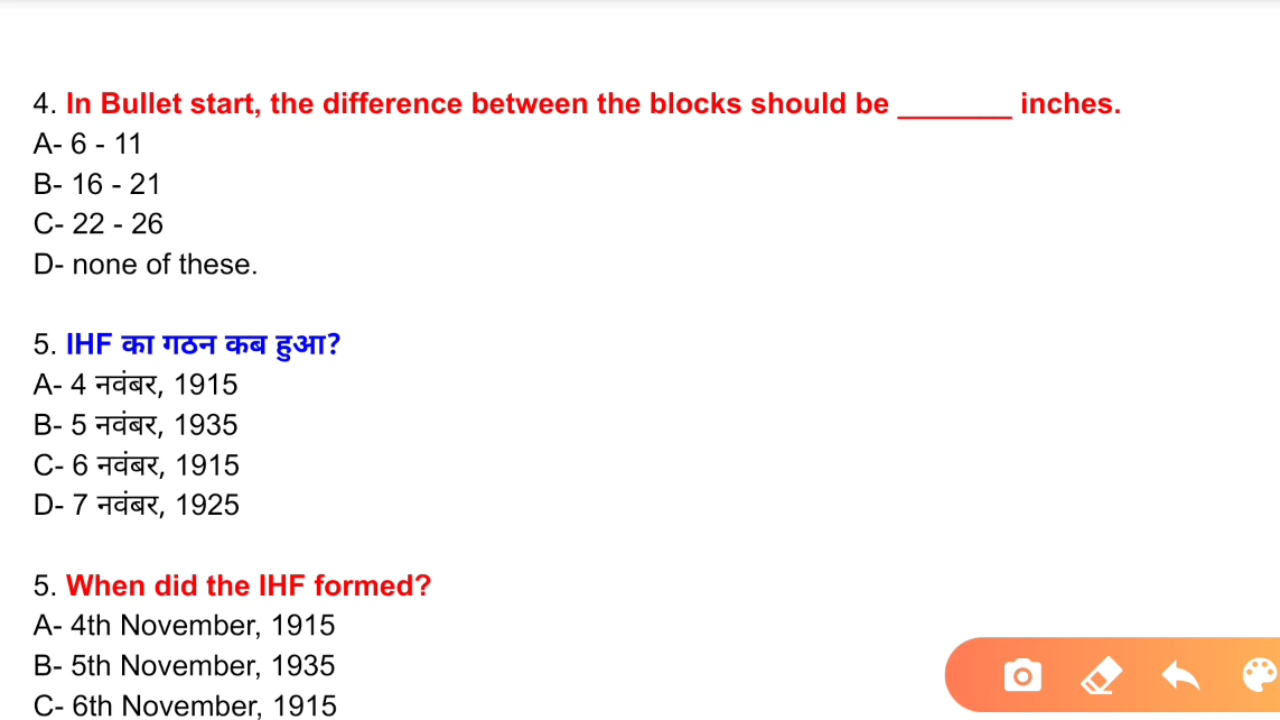 4. In Bullet start, the difference between the blocks should be _______ inches.
A- 6 - 11
B- 16 - 21
C- 22 - 26
D- none of these.
5. IHF का गठन कब हुआ?
A- 4 नवंबर, 1915
B- 5 नवंबर, 1935
C- 6 नवंबर, 1915
D- 7 नवंबर, 1925
5. When did the IHF formed?
A- 4th November, 1915
B- 5th November, 1935
C- 6th November, 1915